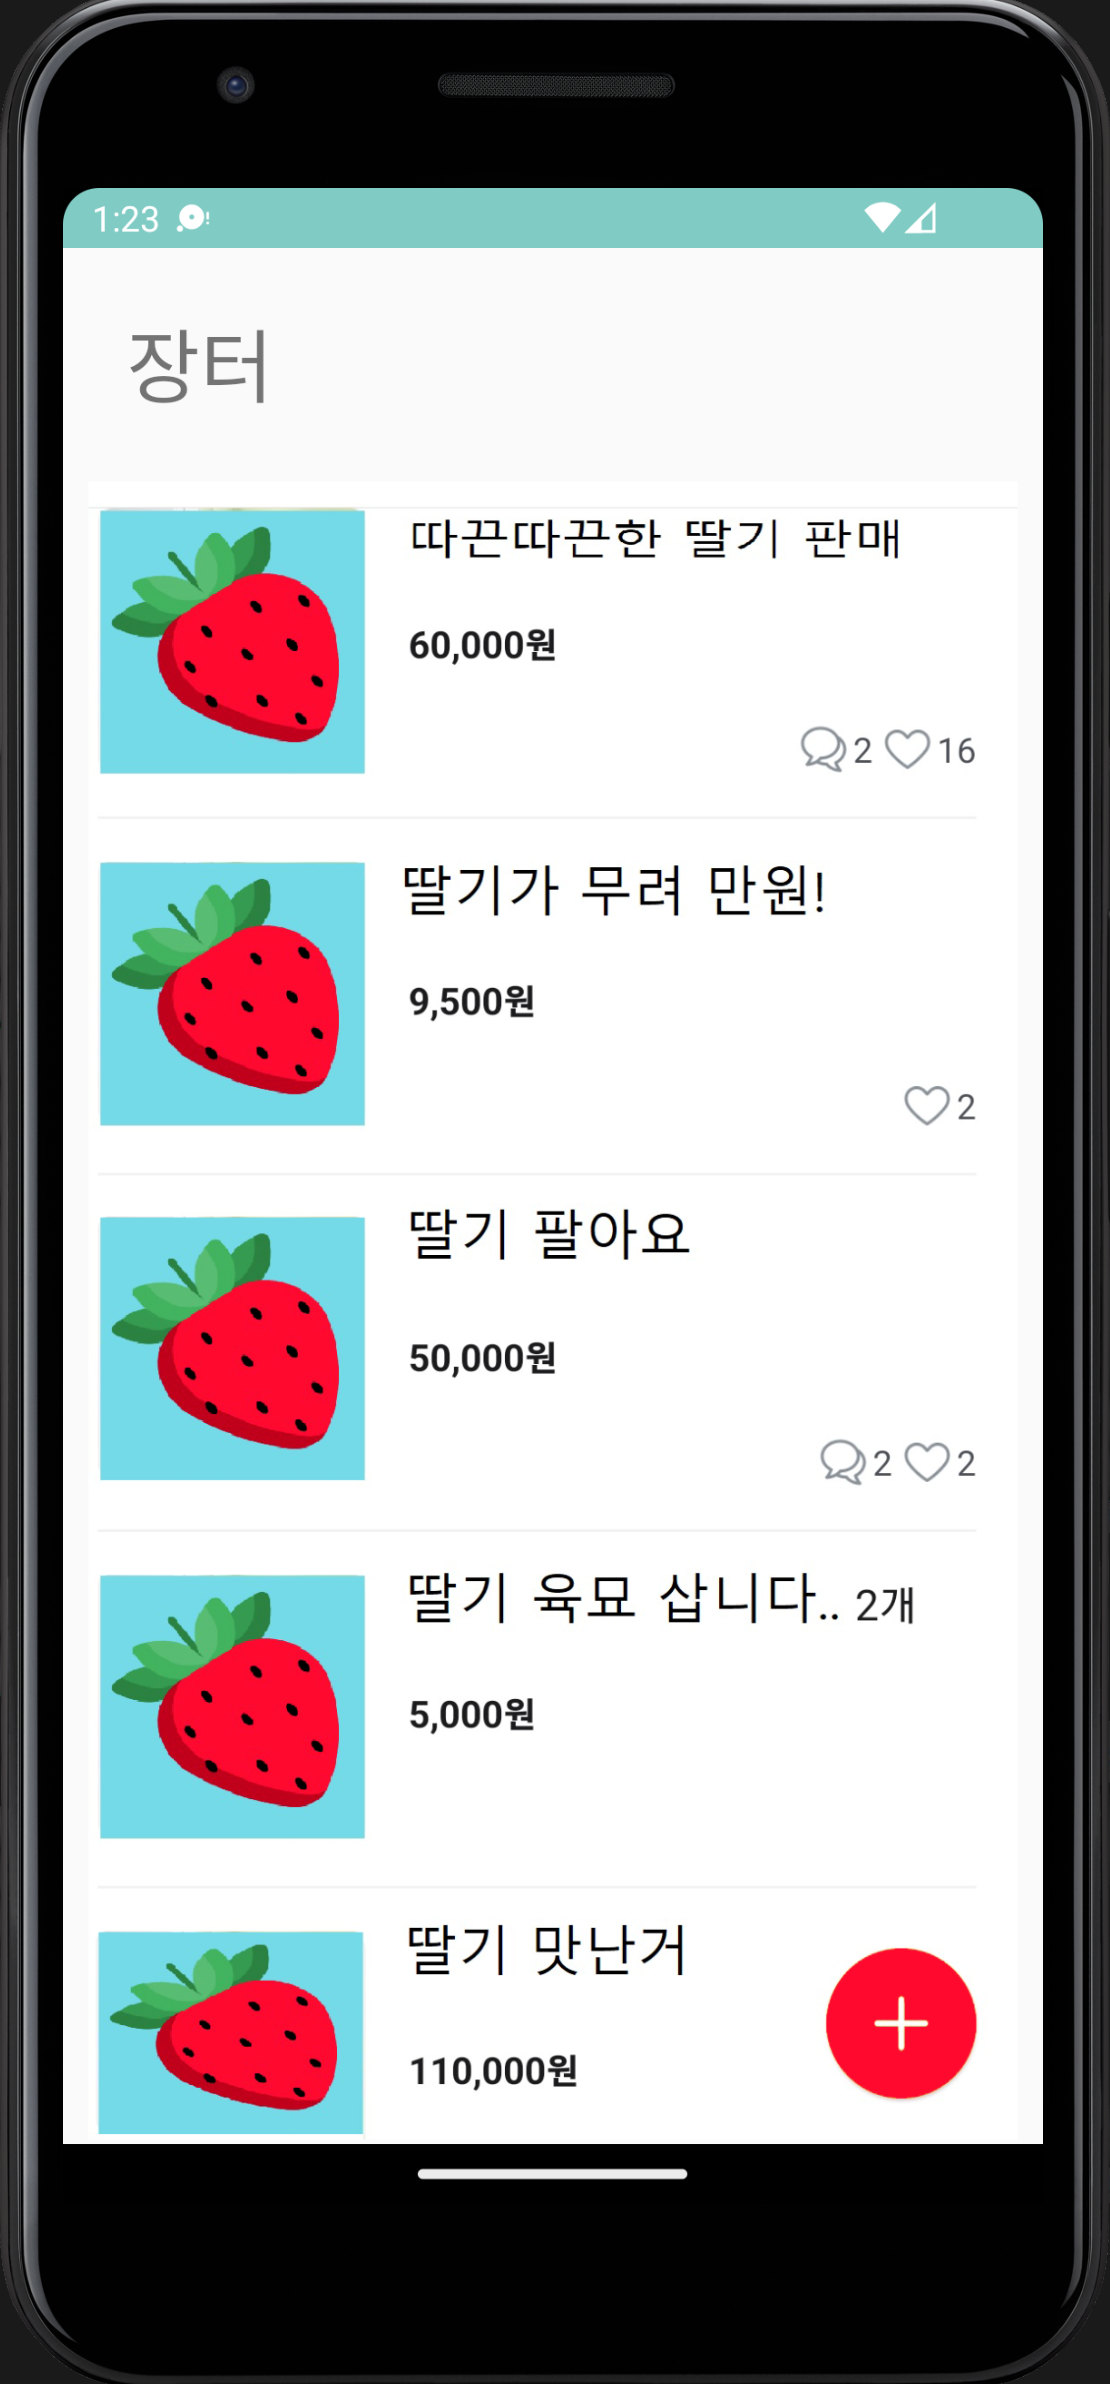 1:23
장터
따끈따끈한 딸기 판매
60,000원
2 16
딸기가 무려 만원!
9,500원
2
딸기 팔아요
50,000원
2 2
딸기 육묘 삽니다.. 2개
5,000원
딸기 맛난거
110,000원